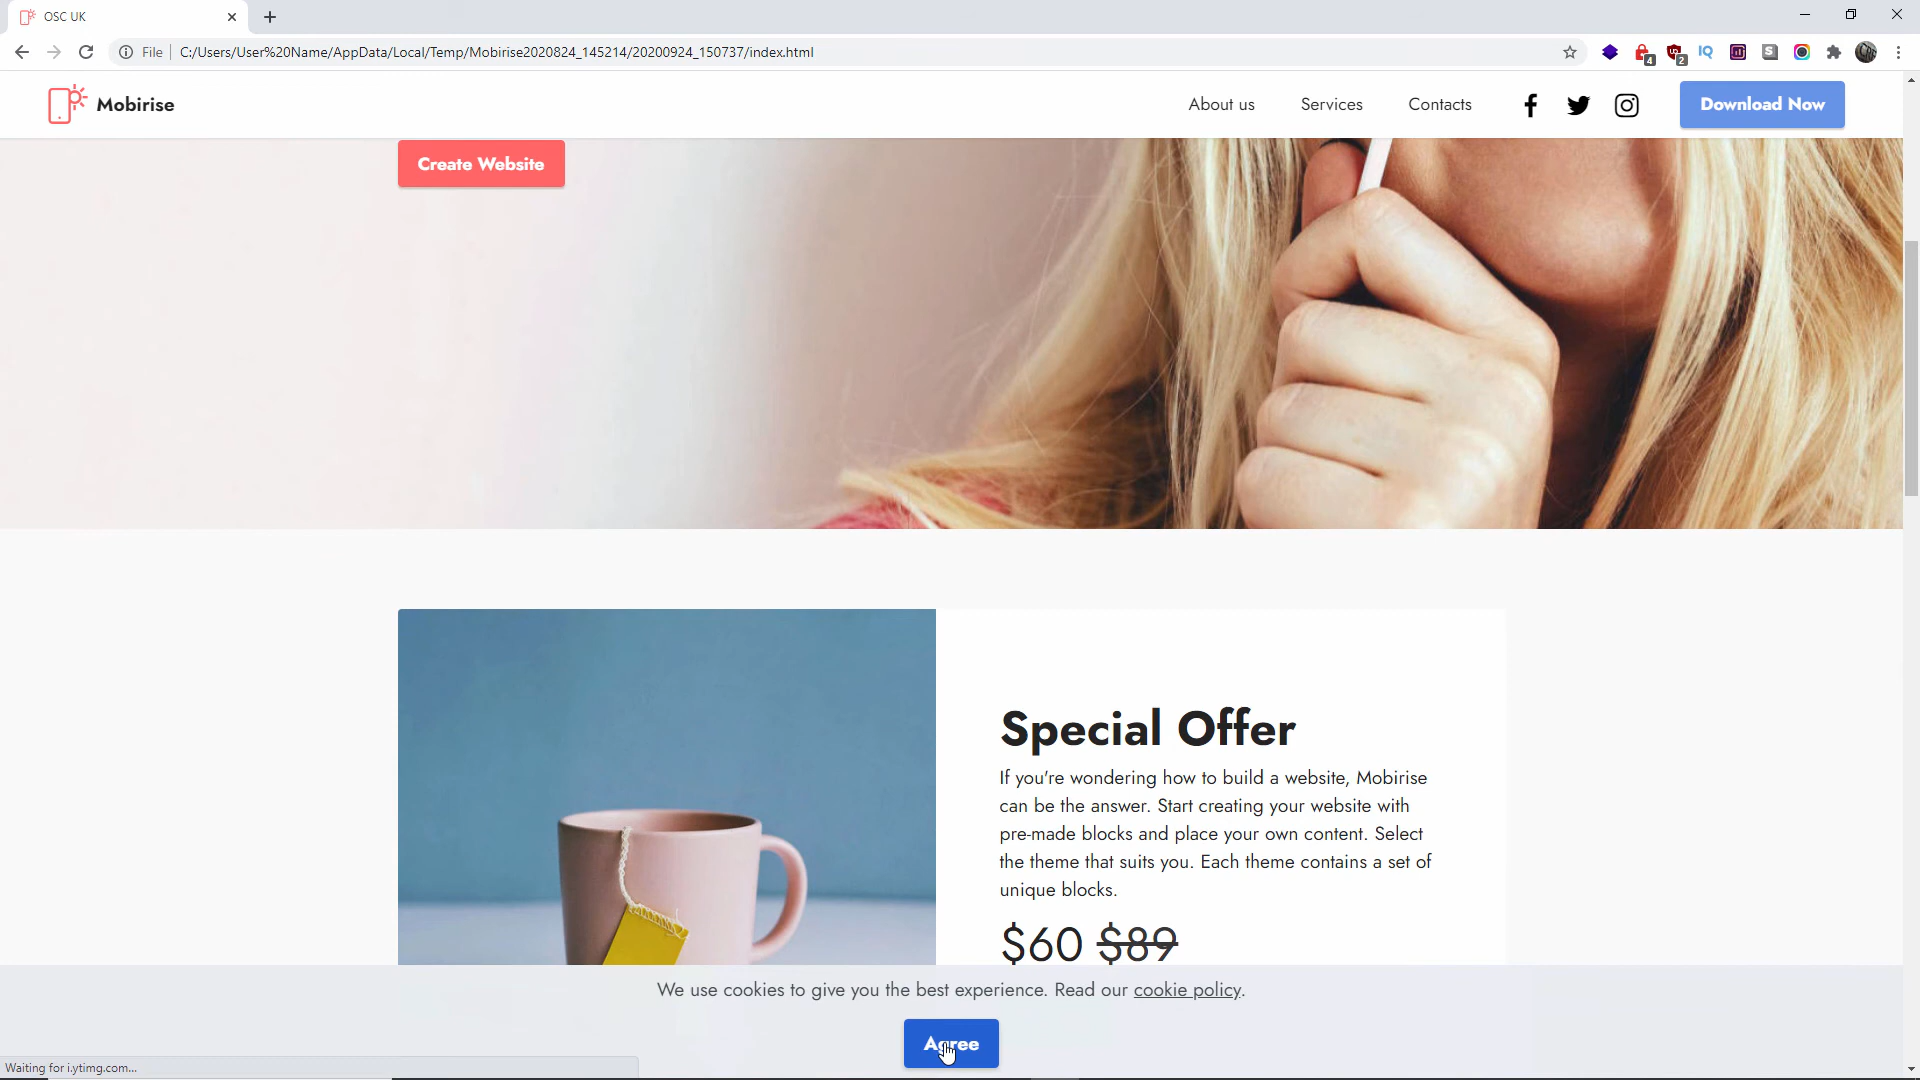 OSC UK
File
C:/Users/User%20Name/AppData/Local/Temp/Mobirise2020824_145214/20200924_150737/index.html
4
2
IQ
S
Mobirise
About us
Services
Contacts
Download Now
Create Website
Special Offer
If you're wondering how to build a website, Mobirise
can be the answer. Start creating your website with
pre-made blocks and place your own content. Select
the theme that suits you. Each theme contains a set of
unique blocks.
$60 $89
We use cookies to give you the best experience. Read our cookie policy.
Agree
Waiting for i.ytimg.com...